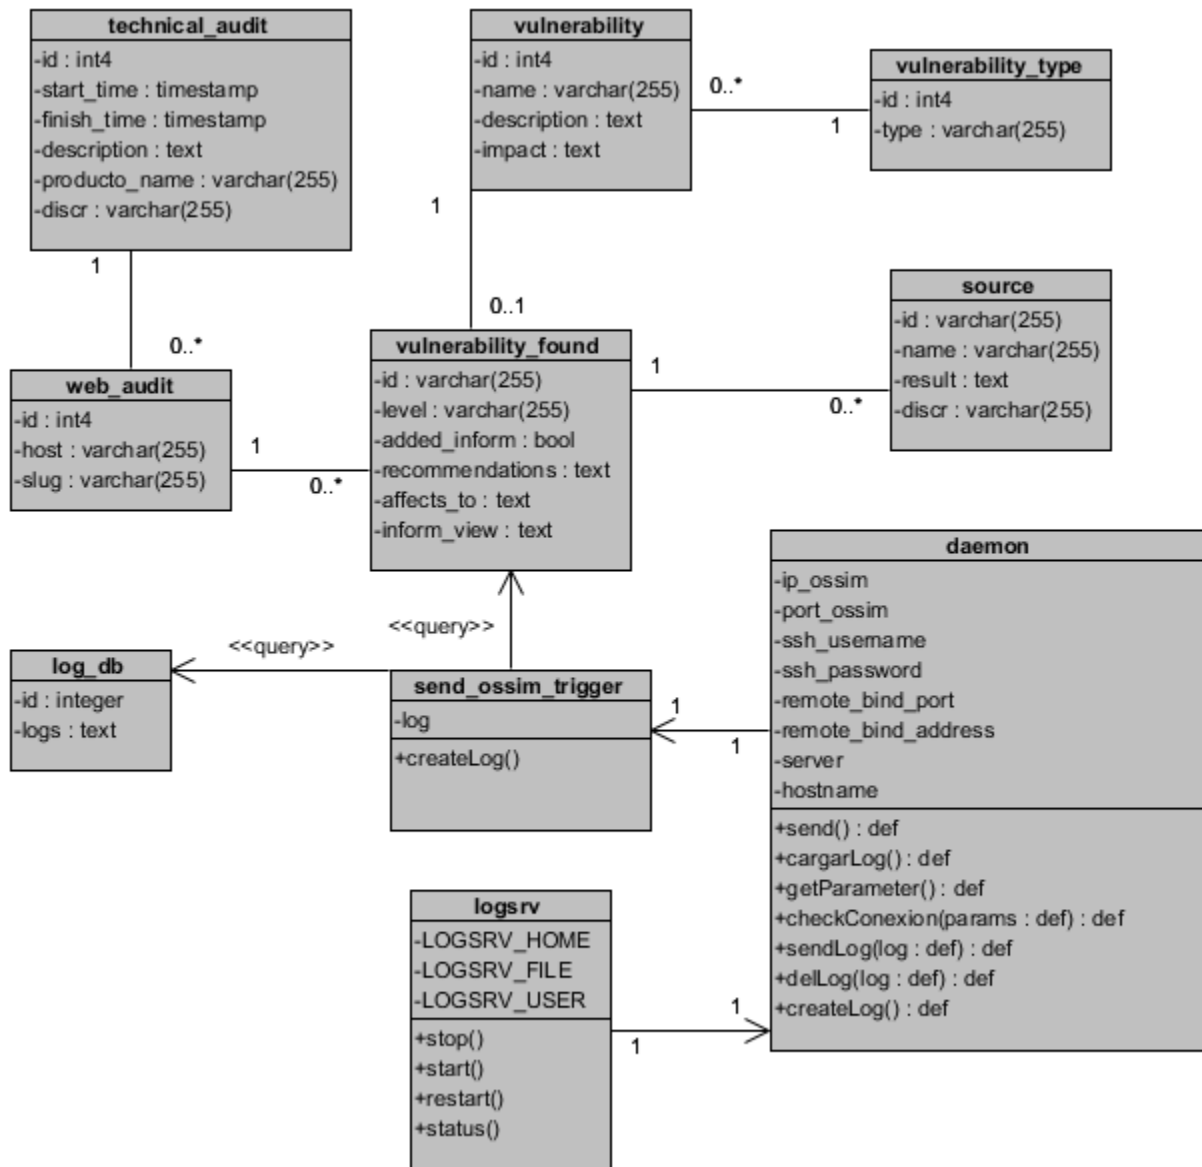 technical_audit
-id : int4
-start_time : timestamp
-finish_time : timestamp
-description : text
-producto_name : varchar(255)
-discr : varchar(255)
vulnerability
-id : int4
-name : varchar(255)
-description : text
-impact : text
vulnerability_type
-id : int4
-type : varchar(255)
0..*
1
1
0..1
1
0..*
web_audit
-id : int4
-host : varchar(255)
-slug : varchar(255)
1
0..*
vulnerability_found
-id : varchar(255)
-level : varchar(255)
-added_inform : bool
-recommendations : text
-affects_to : text
-inform_view : text
1
0..*
source
-id : varchar(255)
-name : varchar(255)
-result : text
-discr : varchar(255)
<<query>>
<<query>>
log_db
-id : integer
-logs : text
send_ossim_trigger
-log
+createLog()
1
1
daemon
-ip_ossim
-port_ossim
-ssh_username
-ssh_password
-remote_bind_port
-remote_bind_address
-server
-hostname
+send() : def
+cargarLog() : def
+getParameter() : def
+checkConexion(params : def) : def
+sendLog(log : def) : def
+delLog(log : def) : def
+createLog() : def
logsrv
-LOGSRV_HOME
-LOGSRV_FILE
-LOGSRV_USER
+stop()
+start()
+restart()
+status()
1
1